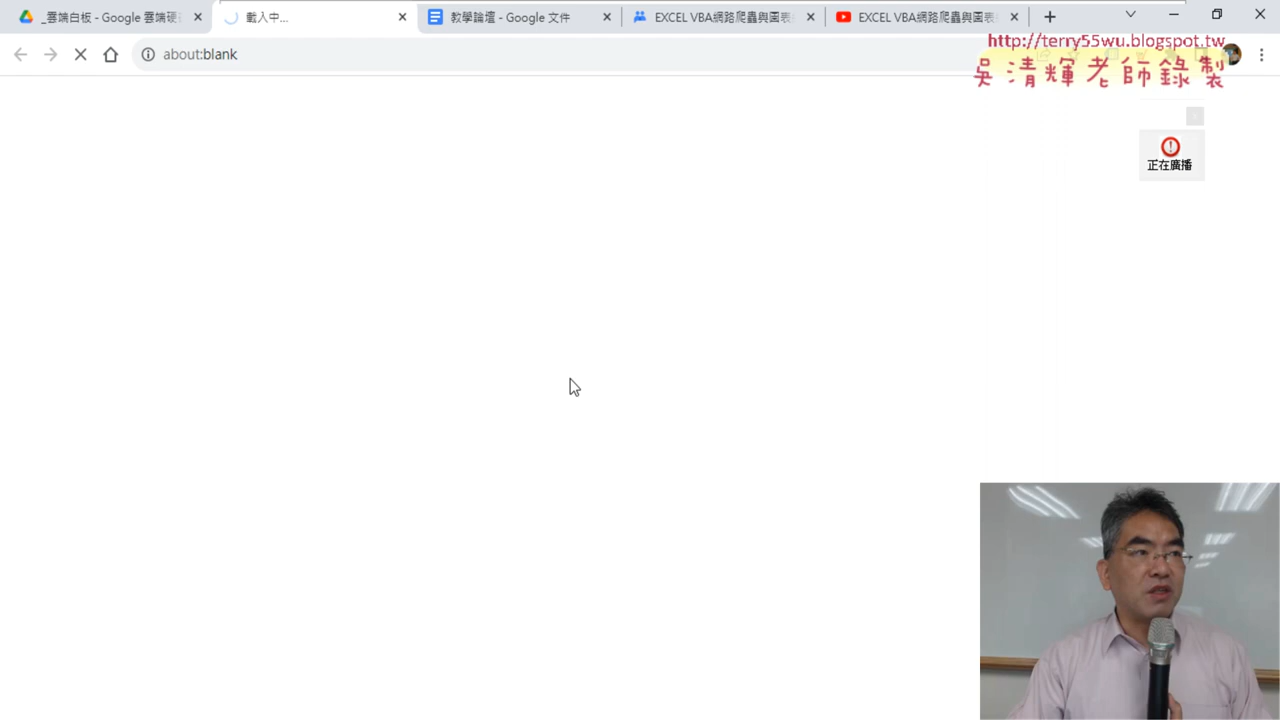 _雲端白板 - Google 雲端硬
載入中...
教學論壇 - Google 文件
EXCEL VBA網路爬蟲與圖表
EXCEL VBA網路爬蟲與圖表
about:blank
http://terry55wu.blogspot.tw
吳清輝老師錄製
正在廣播